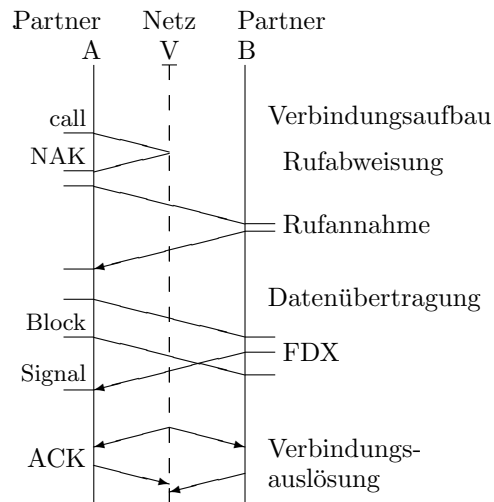 .Partner Netz Partner
A V B
call
Verbindungsaufbau
NAK
Rufabweisung
Rufannahme
Datenübertragung
Block
FDX
Signal
ACK
Verbindungs-
auslösung